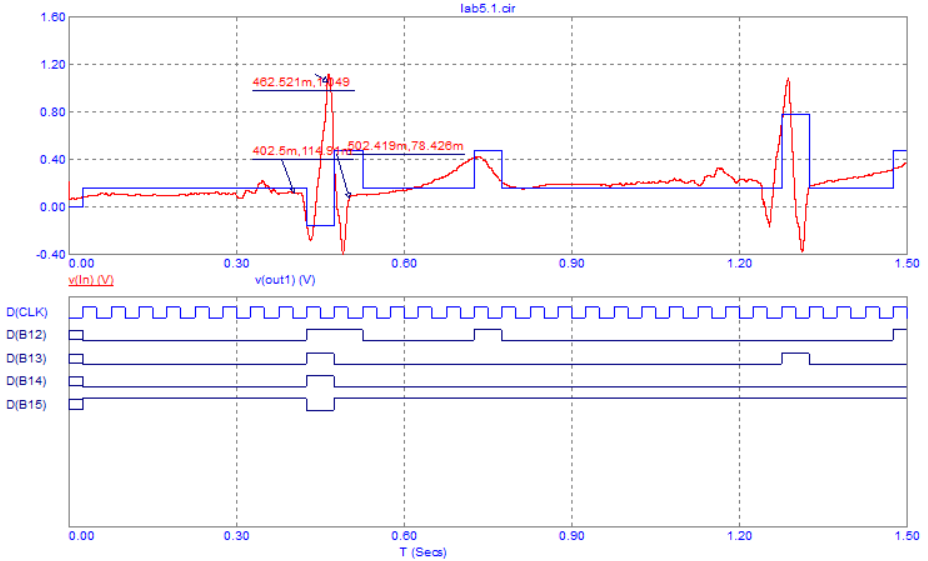 lab5.1.cir
1.60
1.20
0.80
0.40
0.00
-0.40
462.521m,1.049
402.5m,114.91m
502.419m,78.426m
0.00 0.30 0.60 0.90 1.20 1.50
v(In) (V) v(out1) (V)
D(CLK)
D(B12)
D(B13)
D(B14)
D(B15)
0.00 0.30 0.60 0.90 1.20 1.50
T (Secs)